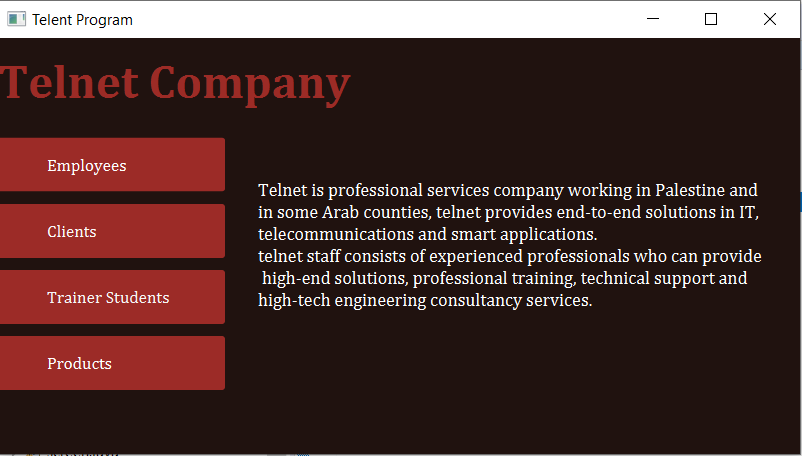 Telent Program
Telnet Company
Employees
Clients
Trainer Students
Products
Telnet is professional services company working in Palestine and
in some Arab counties, telnet provides end-to-end solutions in IT,
telecommunications and smart applications.
telnet staff consists of experienced professionals who can provide
high-end solutions, professional training, technical support and
high-tech engineering consultancy services.